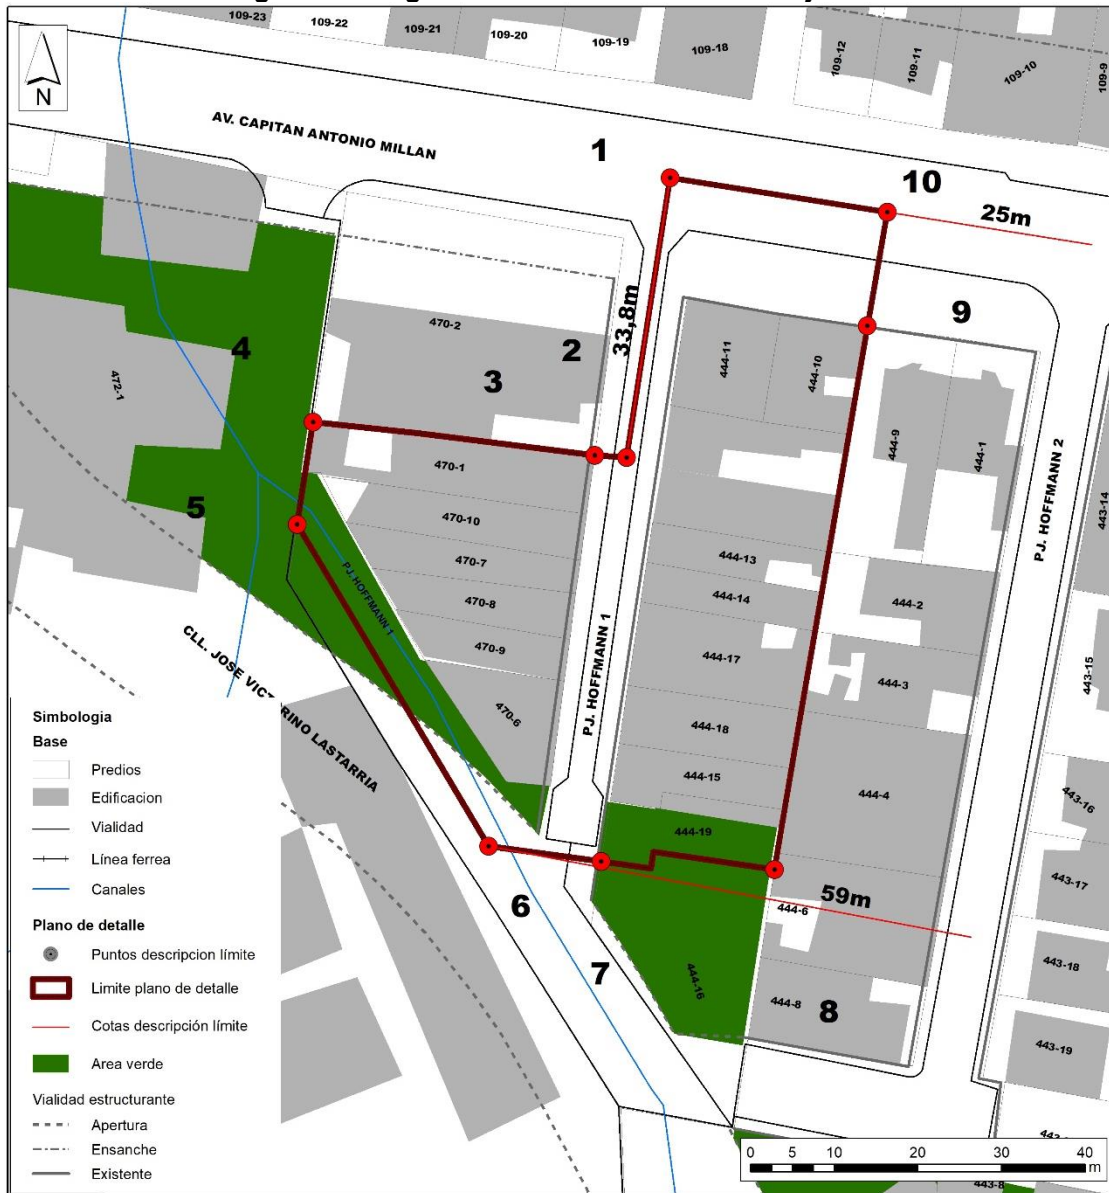 109-23
109-22
109-21
109-20
109-19
109-18
109-12
109-11
109-10
109-9
N
AV. CAPITAN ANTONIO MILLAN
1
10
25m
33,8m
9
470-2
2
3
4
472-1
5
444-11
444-10
444-9
444-1
PJ. HOFFMANN 2
443-14
470-1
470-10
470-7
470-8
470-9
470-6
PJ. HOFFMANN 1
PJ. HOFFMANN 1
444-13
444-14
444-17
444-18
444-15
444-19
444-2
444-3
444-4
443-15
443-16
443-17
443-18
443-19
CLL. JOSE VICTORINO LASTARRIA
59m
444-6
444-8
8
444-16
6
7
443-8
Simbologia
Base
Predios
Edificacion
Vialidad
Línea ferrea
Canales
Plano de detalle
Puntos descripcion límite
Limite plano de detalle
Cotas descripción límite
Area verde
Vialidad estructurante
Apertura
Ensanche
Existente
0 5 10 20 30 40
m